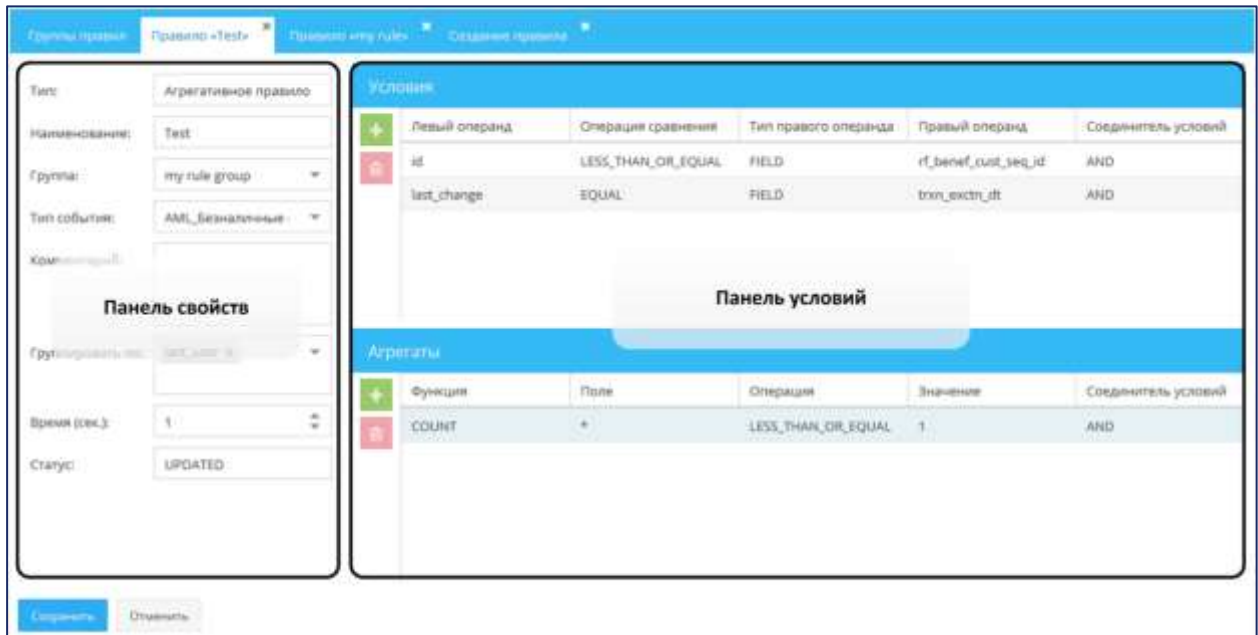 Группы правил Правило «Test» Правило «my rule» Создание правила
Тип: Агрегативное правило
Наименование: Test
Группа: my rule group
Тип события: AML_Безналичные
Комментарий:
Панель свойств
Группировать по:
Время (сек.): 1
Статус: UPDATED
Условия
Левый операнд Операция сравнения Тип правого операнда Правый операнд Соединитель условий
id LESS_THAN_OR_EQUAL FIELD rf_benef_cust_seq_id AND
last_change EQUAL FIELD trxn_exctn_dt AND
Панель условий
Агрегаты
Функция Поле Операция Значение Соединитель условий
COUNT * LESS_THAN_OR_EQUAL 1 AND
Сохранить Отменить